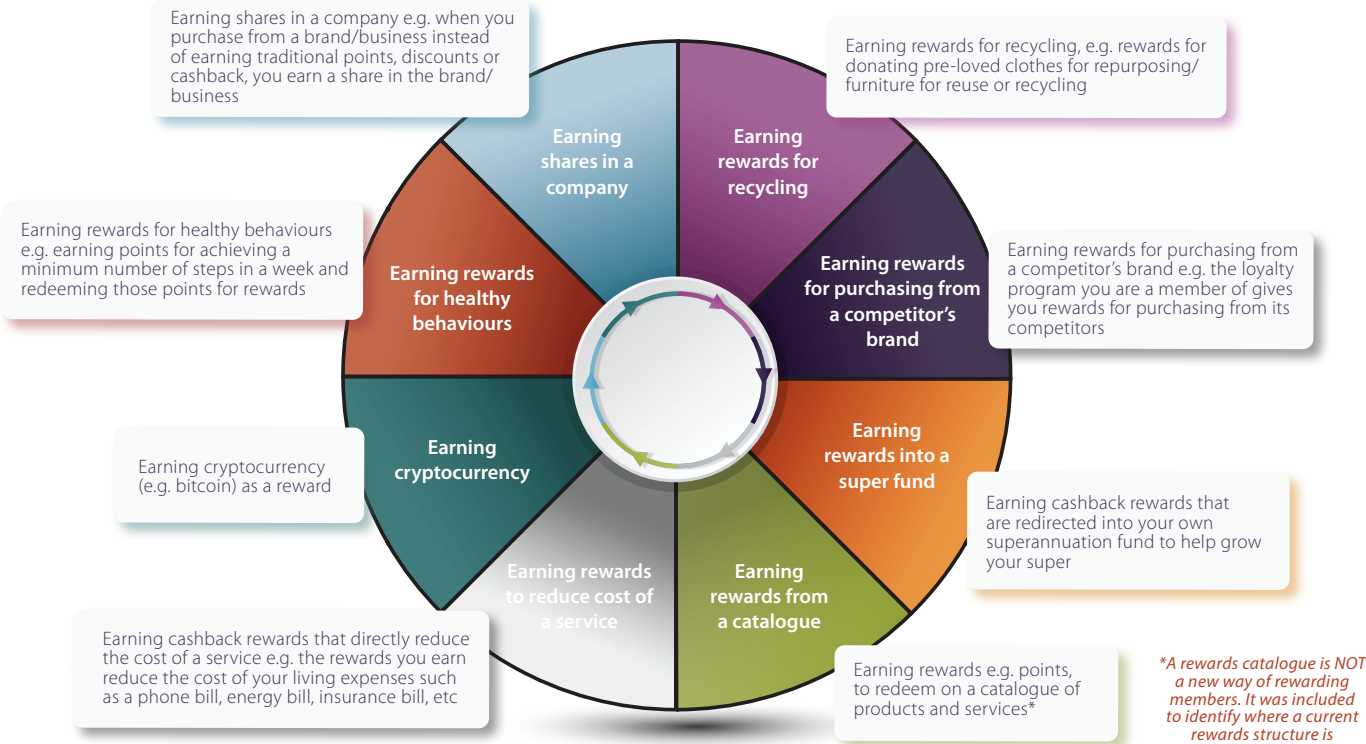 Earning shares in a company e.g. when you
purchase from a brand/business instead
of earning traditional points, discounts or
cashback, you earn a share in the brand/
business
Earning rewards for recycling, e.g. rewards for
donating pre-loved clothes for repurposing/
furniture for reuse or recycling
Earning
shares in a
company
Earning
rewards for
recycling
Earning rewards for healthy behaviours
e.g. earning points for achieving a
minimum number of steps in a week and
redeeming those points for rewards
Earning rewards
for healthy
behaviours
Earning rewards
for purchasing from
a competitor's
brand
Earning rewards for purchasing from
a competitor's brand e.g. the loyalty
program you are a member of gives
you rewards for purchasing from its
competitors
Earning cryptocurrency
(e.g. bitcoin) as a reward
Earning
cryptocurrency
Earning
rewards into a
super fund
Earning cashback rewards that
are redirected into your own
superannuation fund to help grow
your super
Earning rewards
to reduce cost of
a service
Earning
rewards from
a catalogue
Earning cashback rewards that directly reduce
the cost of a service e.g. the rewards you earn
reduce the cost of your living expenses such
as a phone bill, energy bill, insurance bill, etc
Earning rewards e.g. points,
to redeem on a catalogue of
products and services*
*A rewards catalogue is NOT
a new way of rewarding
members. It was included
to identify where a current
rewards structure is